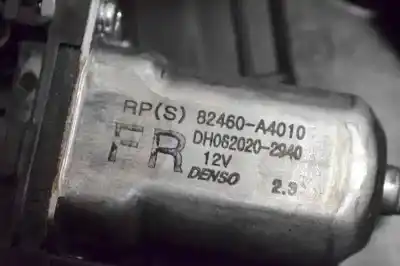 RP(S) 82460-A4010
FR DH062020-2940
12V
DENSO 2.3